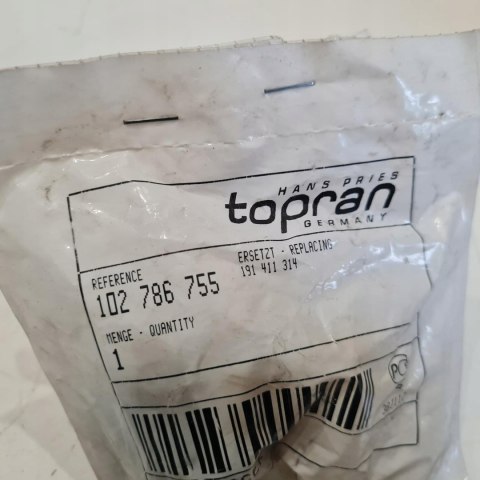 HANS PRIES
topran
GERMANY
REFERENCE
102 786 755
ERSETZT - REPLACING
191 411 314
MENGE - QUANTITY
1